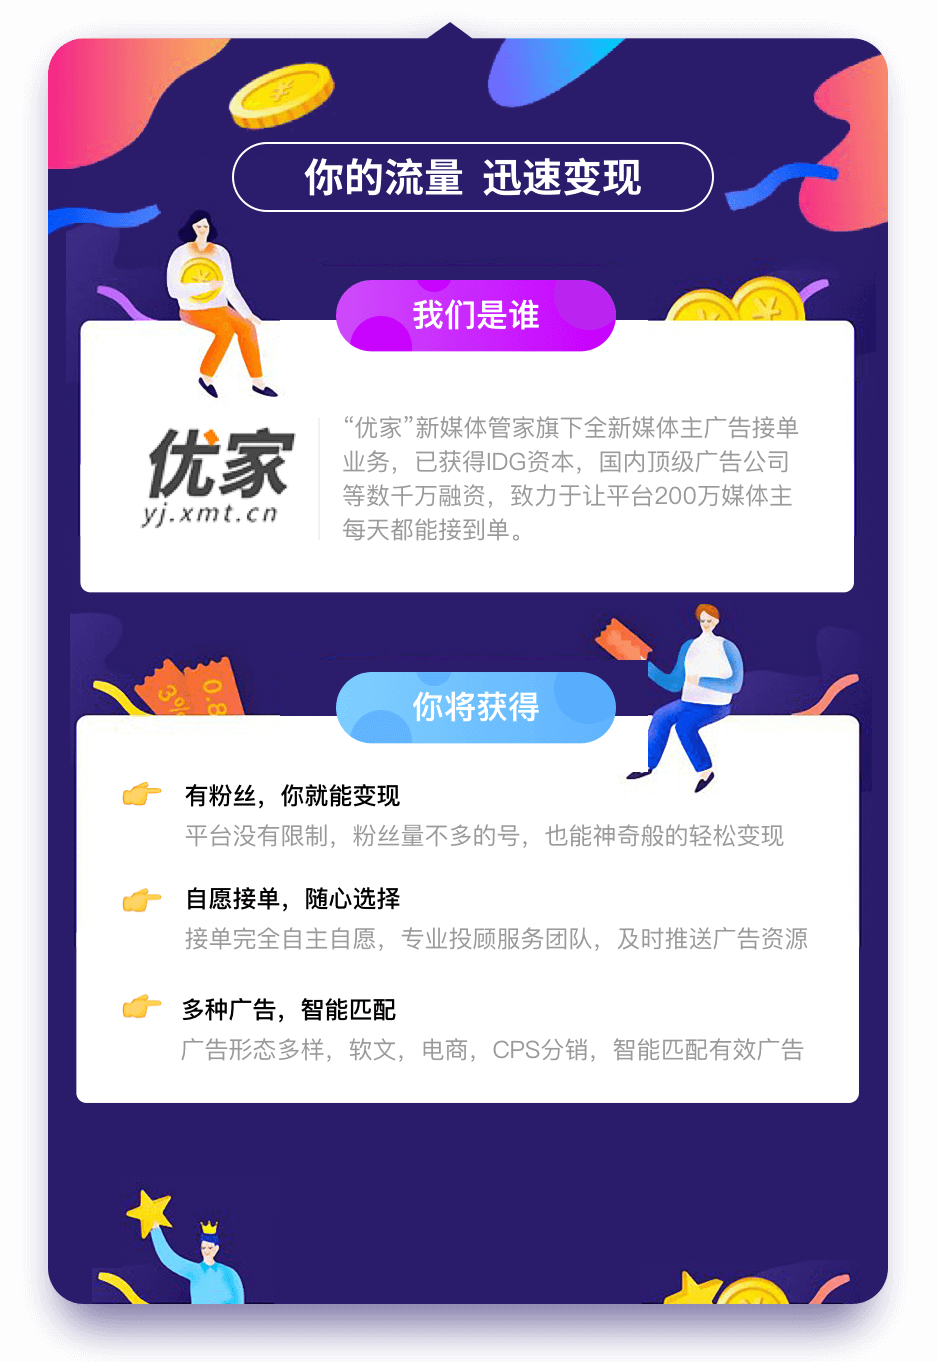 你的流量 迅速变现
我们是谁
优家
yj.xmt.cn
“优家”新媒体管家旗下全新媒体主广告接单
业务，已获得IDG资本，国内顶级广告公司
等数千万融资，致力于让平台200万媒体主
每天都能接到单。
3%
0.8
你将获得
有粉丝，你就能变现
平台没有限制，粉丝量不多的号，也能神奇般的轻松变现
自愿接单，随心选择
接单完全自主自愿，专业投顾服务团队，及时推送广告资源
多种广告，智能匹配
广告形态多样，软文，电商，CPS分销，智能匹配有效广告